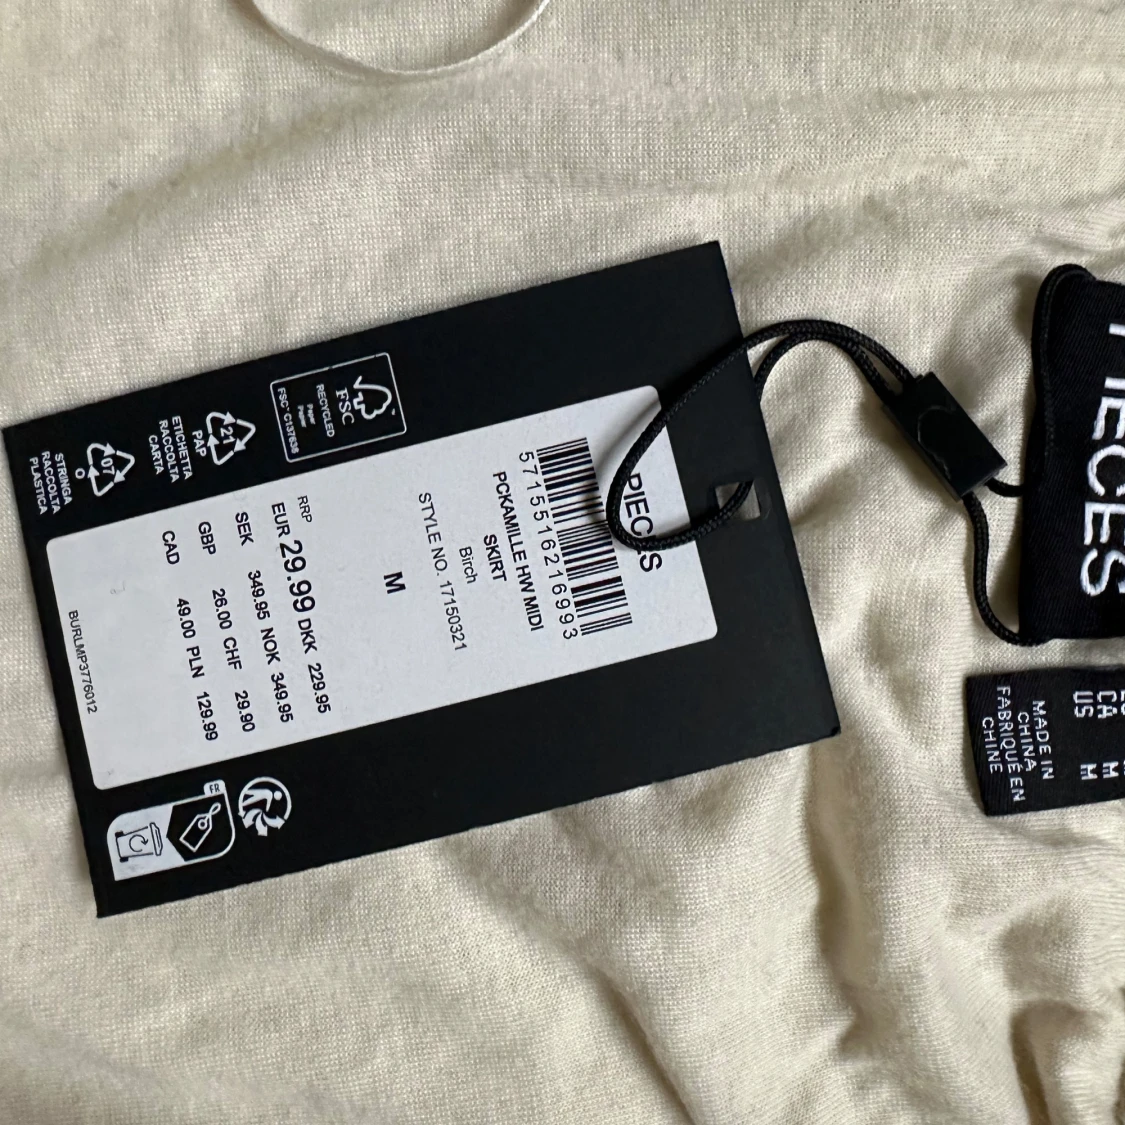 PIECES
5715516216993
PCKAMILLE HW MIDI
SKIRT
Birch
STYLE NO. 17150321
M
RRP
EUR 29.99 DKK 229.95
SEK 349.95 NOK 349.95
GBP 26.00 CHF 29.90
CAD 49.00 PLN 129.99
BURLMP3776012
FSC
RECYCLED
Paper
FSC® C137636
21
PAP
ETICHETTA
RACCOLTA
CARTA
07
O
STRINGA
RACCOLTA
PLASTICA
FR
PIECES
CA M
US M
MADE IN
CHINA
FABRIQUÉ EN
CHINE